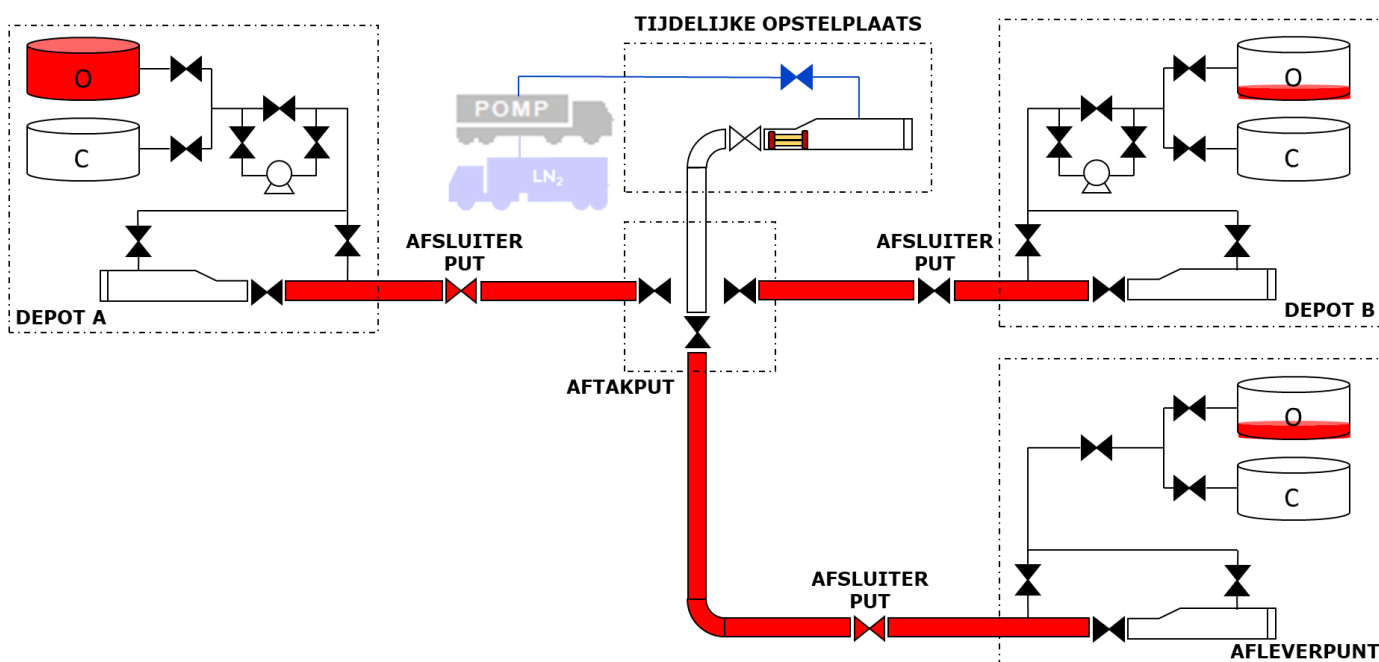 TIJDELIJKE OPSTELPLAATS
O
C
POMP
LN₂
O
C
AFSLUITER
PUT
AFSLUITER
PUT
DEPOT A
DEPOT B
AFTAKPUT
O
C
AFSLUITER
PUT
AFLEVERPUNT